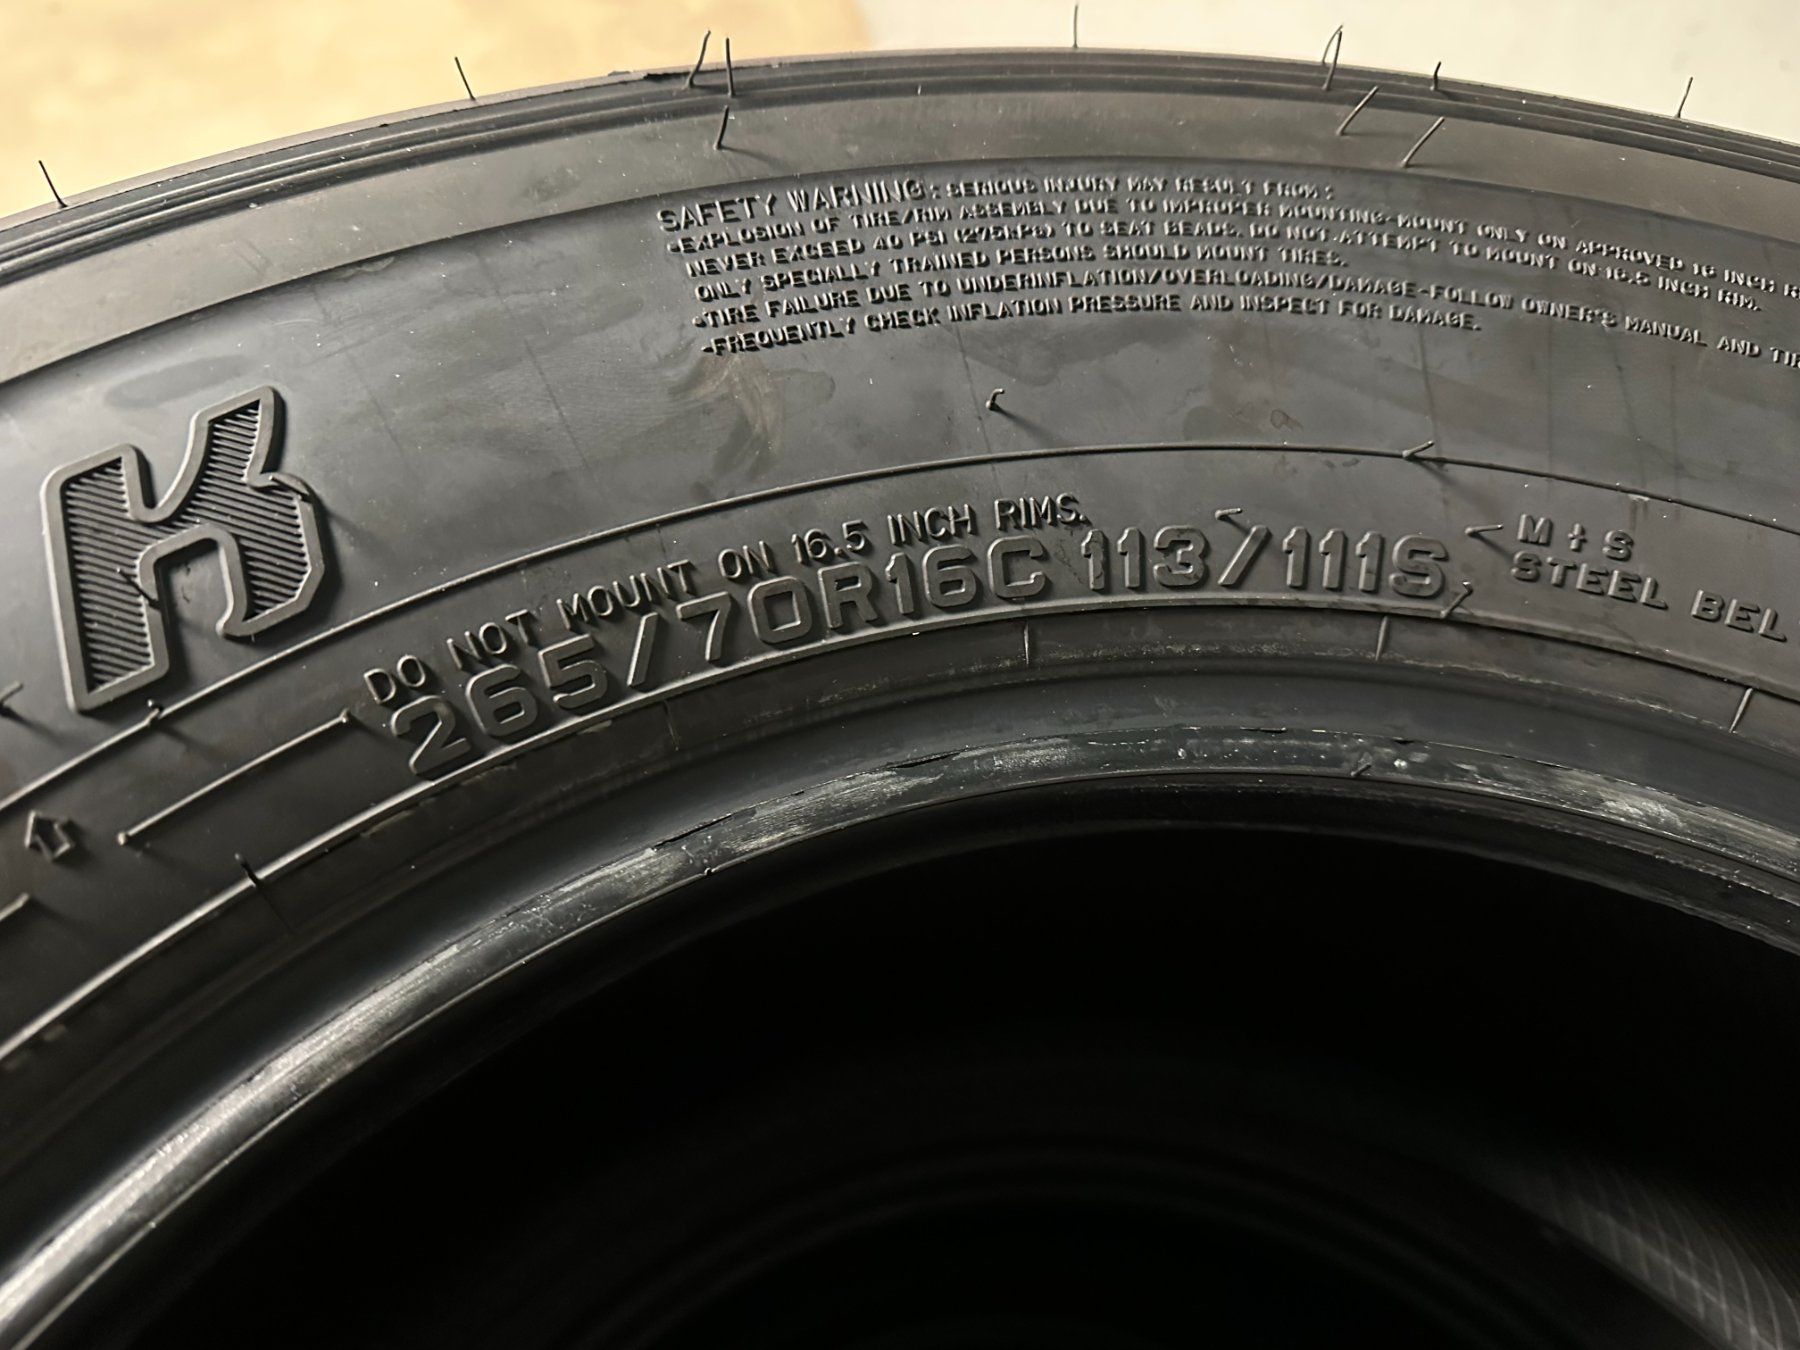 SAFETY WARNING: SERIOUS INJURY MAY RESULT FROM:
•EXPLOSION OF TIRE/RIM ASSEMBLY DUE TO IMPROPER MOUNTING-MOUNT ONLY ON APPROVED 16 INCH
NEVER EXCEED 40 PSI (275KPS) TO SEAT BEADS. DO NOT ATTEMPT TO MOUNT ON 16.5 INCH RIM.
ONLY SPECIALLY TRAINED PERSONS SHOULD MOUNT TIRES.
•TIRE FAILURE DUE TO UNDERINFLATION/OVERLOADING/DAMAGE-FOLLOW OWNER'S MANUAL AND TIR
•FREQUENTLY CHECK INFLATION PRESSURE AND INSPECT FOR DAMAGE.
K
DO NOT MOUNT ON 16.5 INCH RIMS.
265/70R16C 113/111S
M+S
STEEL BEL